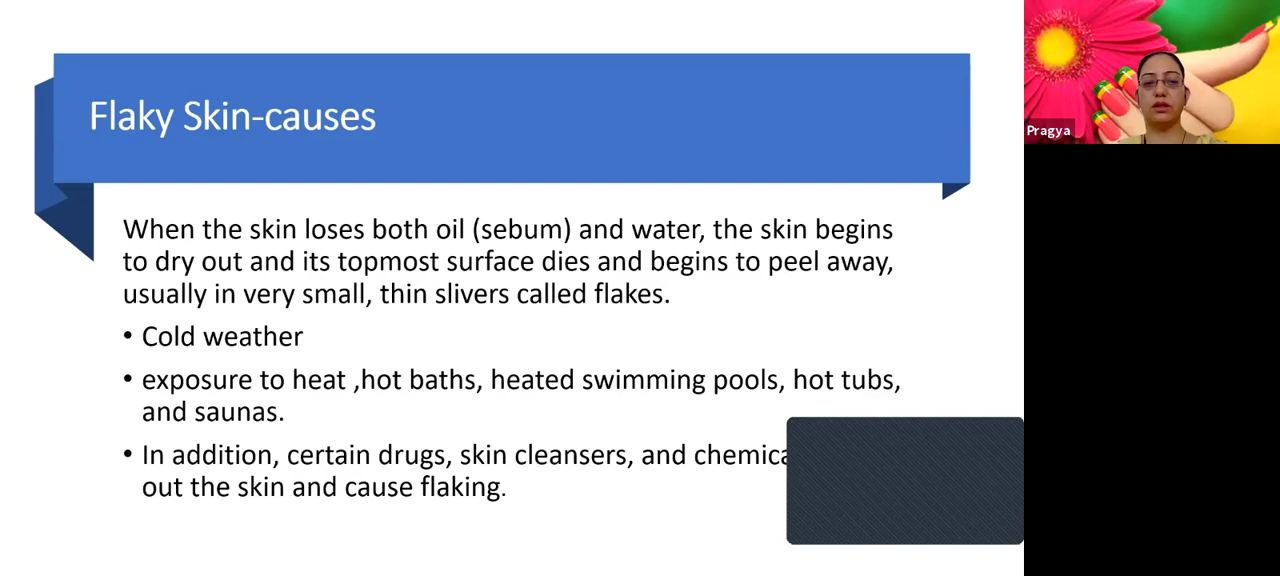 Flaky Skin-causes
Pragya
When the skin loses both oil (sebum) and water, the skin begins
to dry out and its topmost surface dies and begins to peel away,
usually in very small, thin slivers called flakes.
• Cold weather
• exposure to heat ,hot baths, heated swimming pools, hot tubs,
and saunas.
• In addition, certain drugs, skin cleansers, and
out the skin and cause flaking.